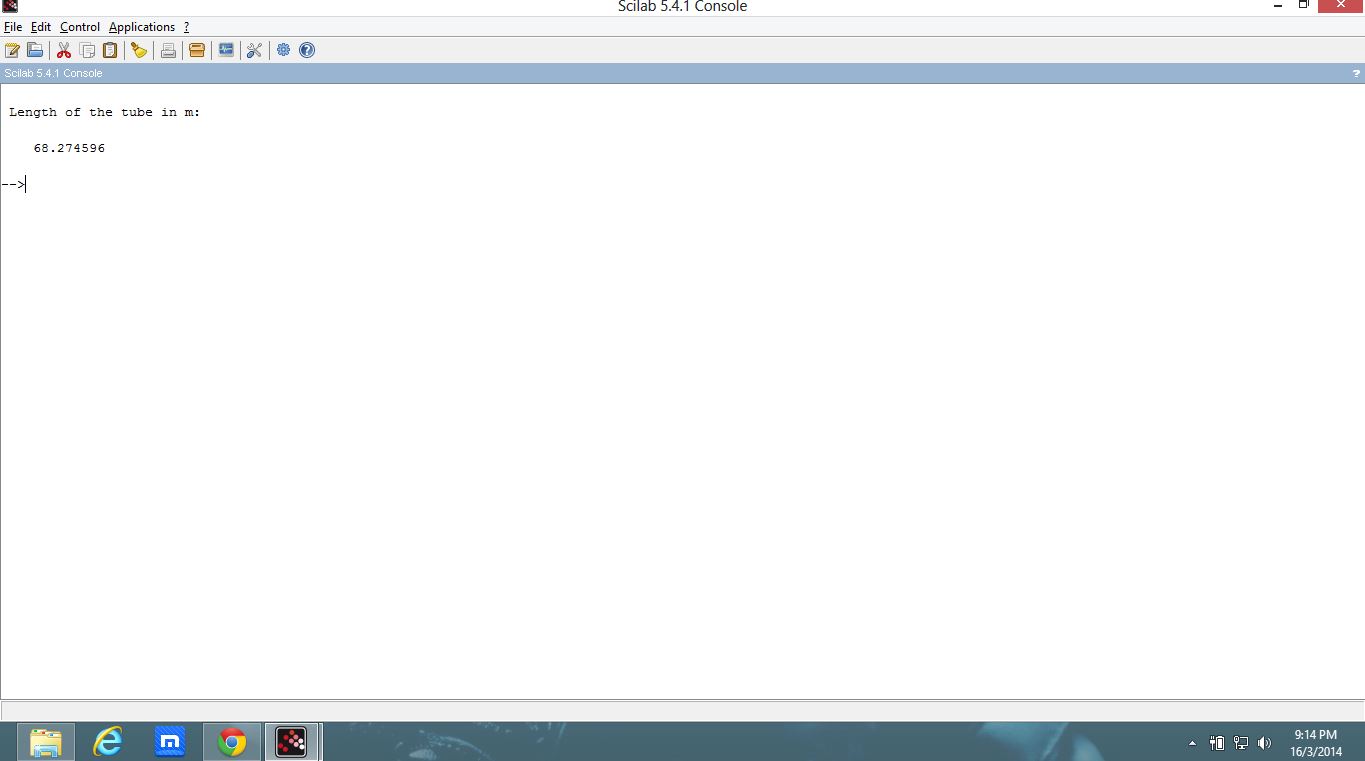 Scilab 5.4.1 Console
File Edit Control Applications ?
Scilab 5.4.1 Console ?
Length of the tube in m:
68.274596
-->
9:14 PM
16/3/2014